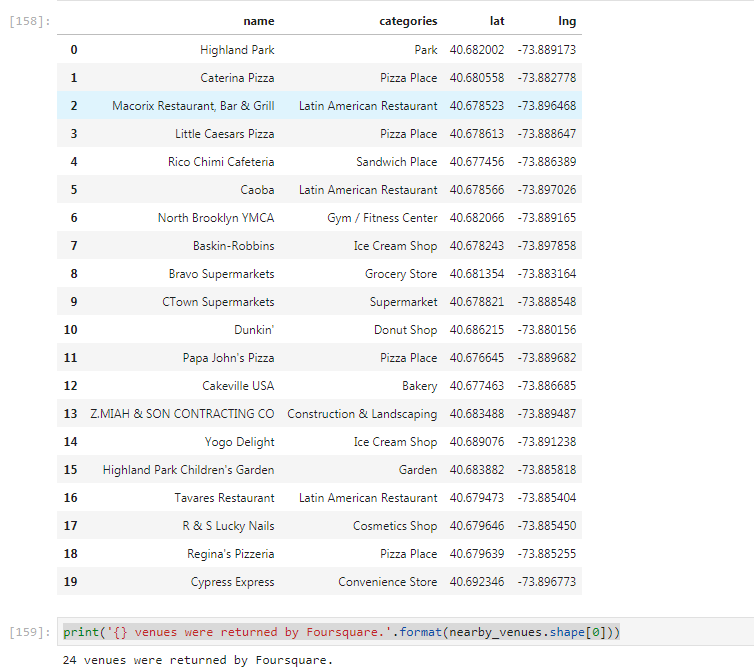 [158]:
name categories lat lng
0 Highland Park Park 40.682002 -73.889173
1 Caterina Pizza Pizza Place 40.680558 -73.882778
2 Macorix Restaurant, Bar & Grill Latin American Restaurant 40.678523 -73.896468
3 Little Caesars Pizza Pizza Place 40.678613 -73.888647
4 Rico Chimi Cafeteria Sandwich Place 40.677456 -73.886389
5 Caoba Latin American Restaurant 40.678566 -73.897026
6 North Brooklyn YMCA Gym / Fitness Center 40.682066 -73.889165
7 Baskin-Robbins Ice Cream Shop 40.678243 -73.897858
8 Bravo Supermarkets Grocery Store 40.681354 -73.883164
9 CTown Supermarkets Supermarket 40.678821 -73.888548
10 Dunkin' Donut Shop 40.686215 -73.880156
11 Papa John's Pizza Pizza Place 40.676645 -73.889682
12 Cakeville USA Bakery 40.677463 -73.886685
13 Z.MIAH & SON CONTRACTING CO Construction & Landscaping 40.683488 -73.889487
14 Yogo Delight Ice Cream Shop 40.689076 -73.891238
15 Highland Park Children's Garden Garden 40.683882 -73.885818
16 Tavares Restaurant Latin American Restaurant 40.679473 -73.885404
17 R & S Lucky Nails Cosmetics Shop 40.679646 -73.885450
18 Regina's Pizzeria Pizza Place 40.679639 -73.885255
19 Cypress Express Convenience Store 40.692346 -73.896773
[159]: print('{} venues were returned by Foursquare.'.format(nearby_venues.shape[0]))
24 venues were returned by Foursquare.